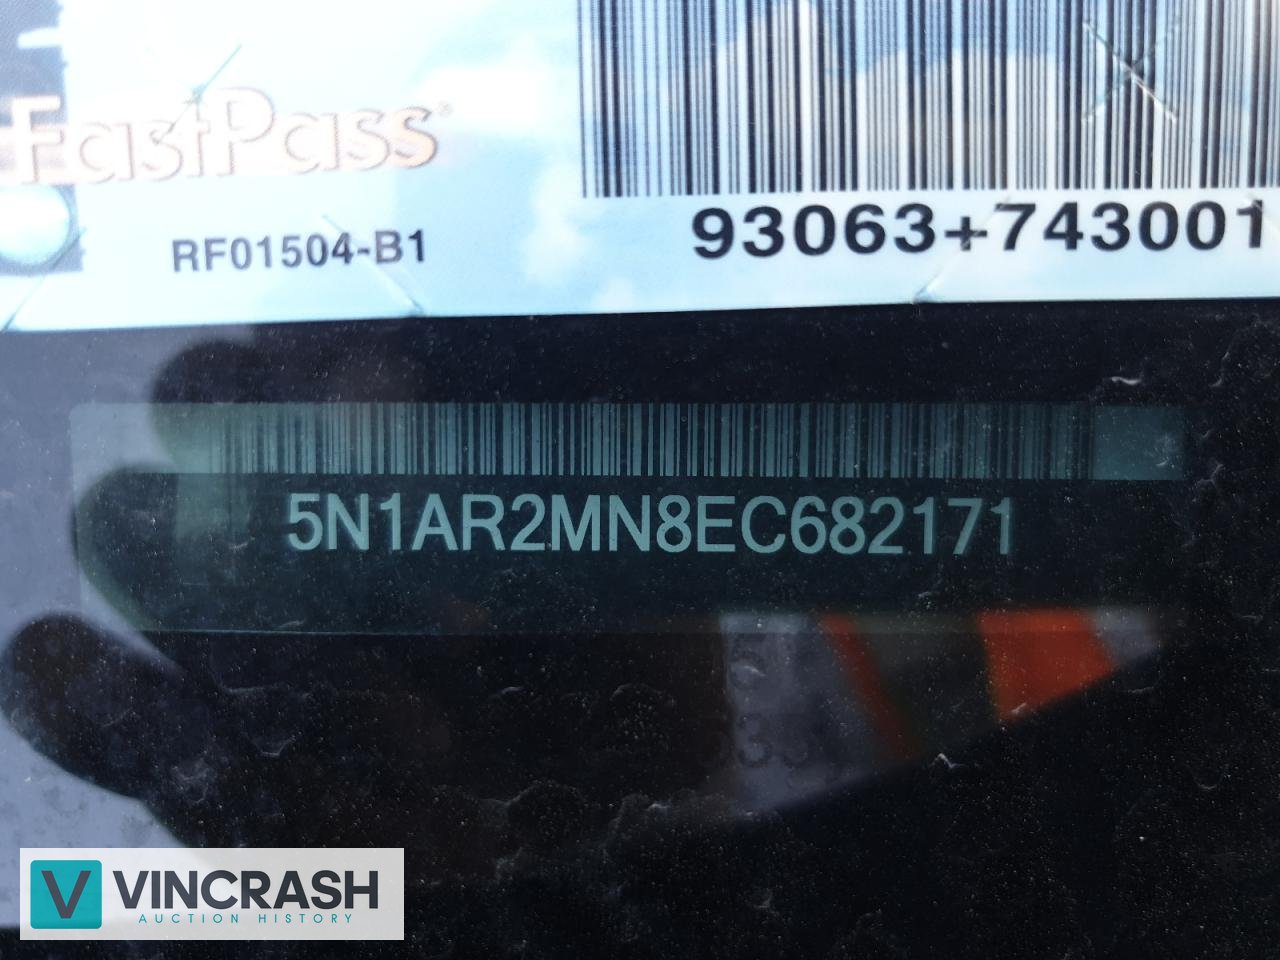 FastPass®
RF01504-B1
93063+743001
5N1AR2MN8EC682171
V VINCRASH
AUCTION HISTORY